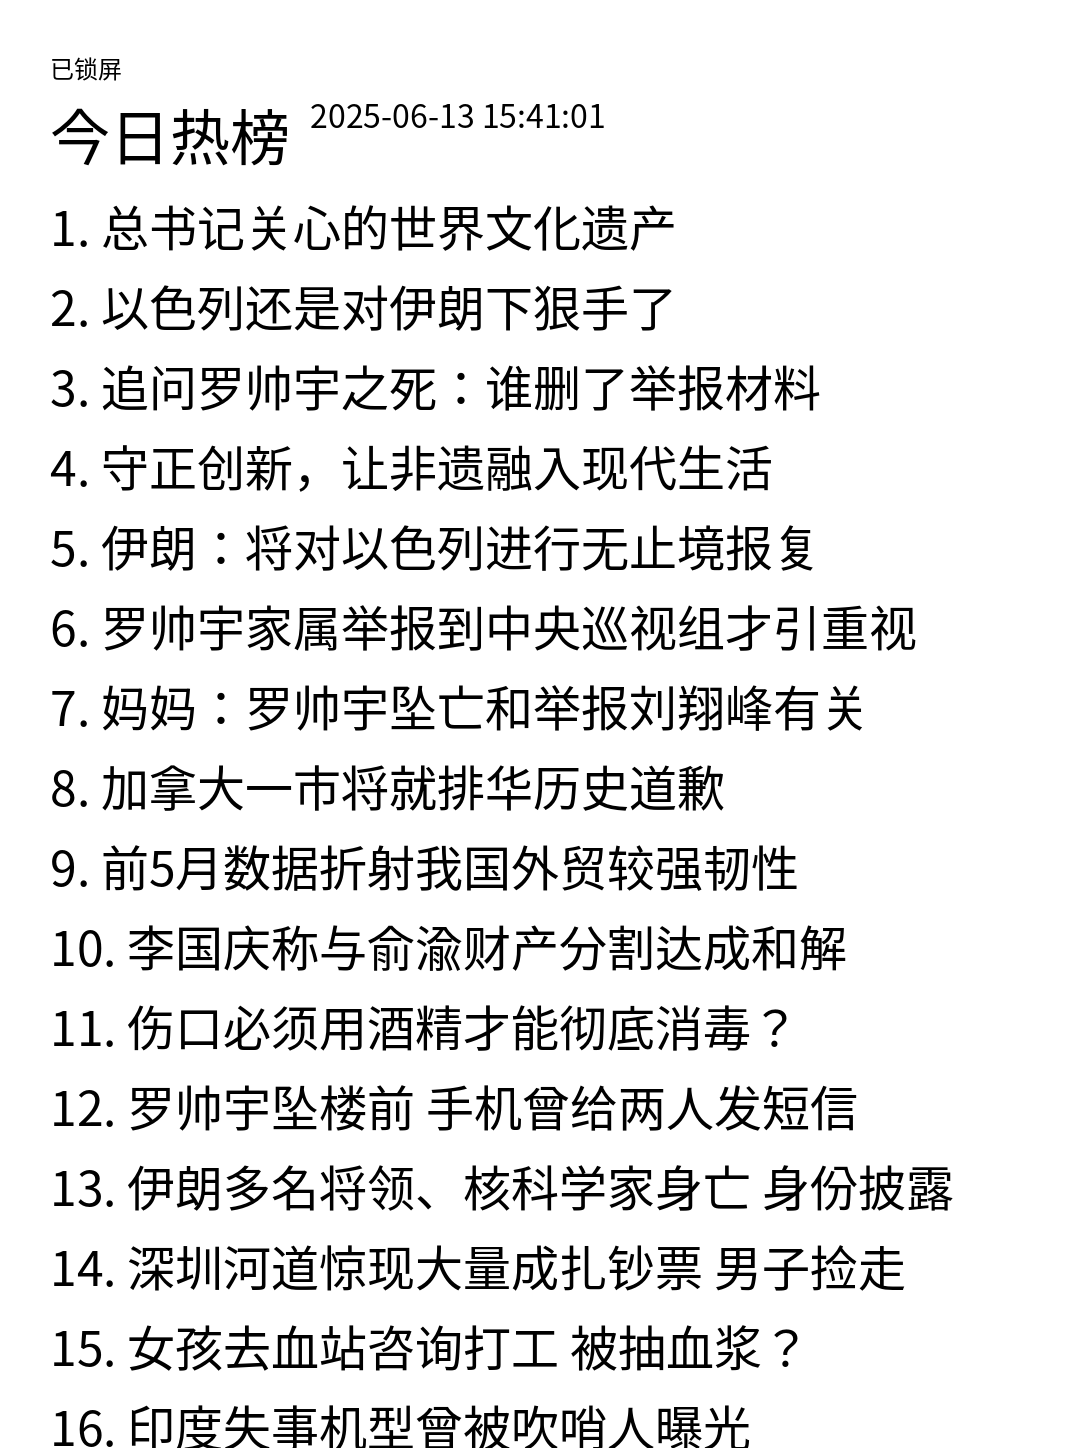 已锁屏
今日热榜 2025-06-13 15:41:01
1. 总书记关心的世界文化遗产
2. 以色列还是对伊朗下狠手了
3. 追问罗帅宇之死：谁删了举报材料
4. 守正创新，让非遗融入现代生活
5. 伊朗：将对以色列进行无止境报复
6. 罗帅宇家属举报到中央巡视组才引重视
7. 妈妈：罗帅宇坠亡和举报刘翔峰有关
8. 加拿大一市将就排华历史道歉
9. 前5月数据折射我国外贸较强韧性
10. 李国庆称与俞渝财产分割达成和解
11. 伤口必须用酒精才能彻底消毒？
12. 罗帅宇坠楼前 手机曾给两人发短信
13. 伊朗多名将领、核科学家身亡 身份披露
14. 深圳河道惊现大量成扎钞票 男子捡走
15. 女孩去血站咨询打工 被抽血浆？
16. 印度失事机型曾被吹哨人曝光